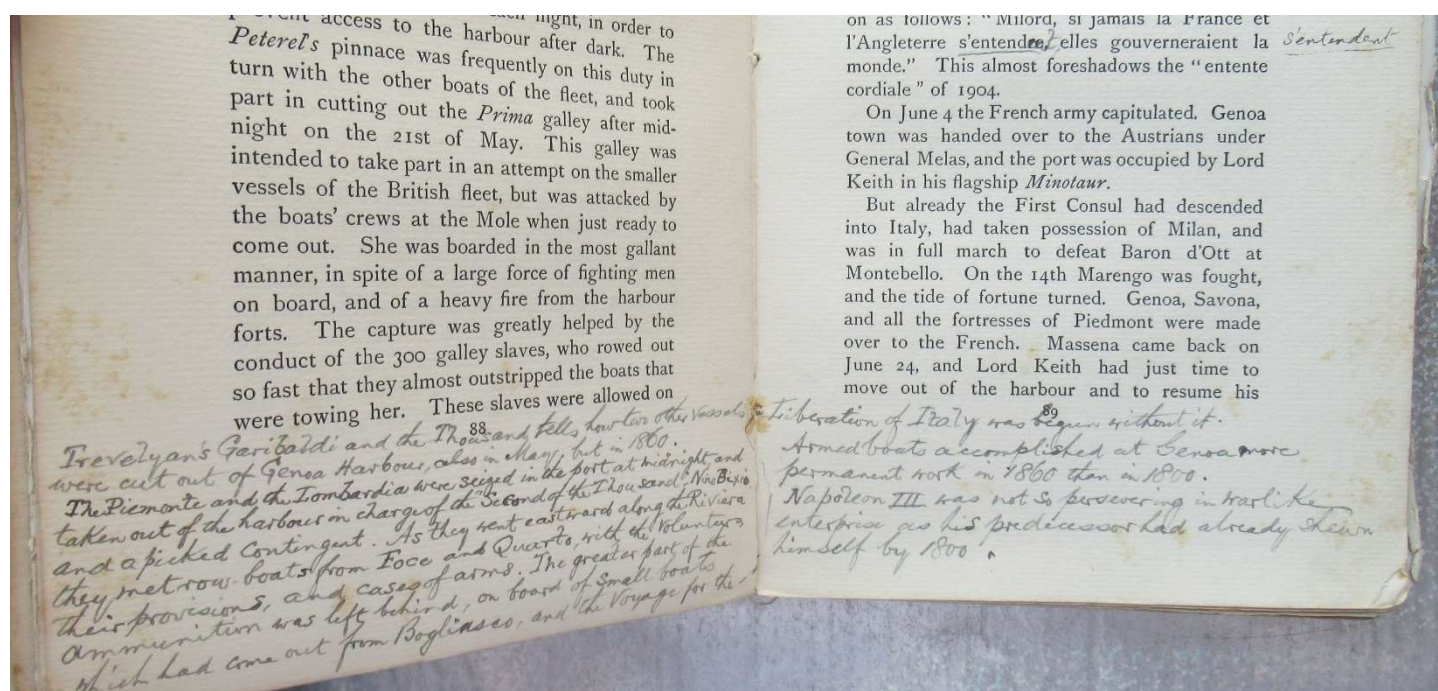 each night, in order to
prevent access to the harbour after dark. The
Peterel's pinnace was frequently on this duty in
turn with the other boats of the fleet, and took
part in cutting out the Prima galley after mid-
night on the 21st of May. This galley was
intended to take part in an attempt on the smaller
vessels of the British fleet, but was attacked by
the boats' crews at the Mole when just ready to
come out. She was boarded in the most gallant
manner, in spite of a large force of fighting men
on board, and of a heavy fire from the harbour
forts. The capture was greatly helped by the
conduct of the 300 galley slaves, who rowed out
so fast that they almost outstripped the boats that
were towing her. These slaves were allowed on
88
Trevelyan's Garibaldi and the Thousand, tells how two other vessels
were cut out of Genoa Harbour, also in May, but in 1860.
The Piemonte and the Lombardia were seized in the port at midnight, and
taken out of the harbour in charge of the "Second of the Thousand" Nino Bixio
and a picked contingent. As they went eastward along the Riviera
they met row-boats from Foce and Quarto, with the Volunteers
their provisions, and cases of arms. The greater part of the
ammunition was left behind, on board of small boats
which had come out from Bogliasco, and the voyage for the
on as follows: "Milord, si jamais la France et
l'Angleterre s'entendre, elles gouverneraient la
s'entendent
monde." This almost foreshadows the "entente
cordiale" of 1904.
On June 4 the French army capitulated. Genoa
town was handed over to the Austrians under
General Melas, and the port was occupied by Lord
Keith in his flagship Minotaur.
But already the First Consul had descended
into Italy, had taken possession of Milan, and
was in full march to defeat Baron d'Ott at
Montebello. On the 14th Marengo was fought,
and the tide of fortune turned. Genoa, Savona,
and all the fortresses of Piedmont were made
over to the French. Massena came back on
June 24, and Lord Keith had just time to
move out of the harbour and to resume his
89
Liberation of Italy was begun without it.
Armed boats accomplished at Genoa more
permanent work in 1860 than in 1800.
Napoleon III was not so persevering in warlike
enterprise as his predecessor had already shewn
himself by 1800.